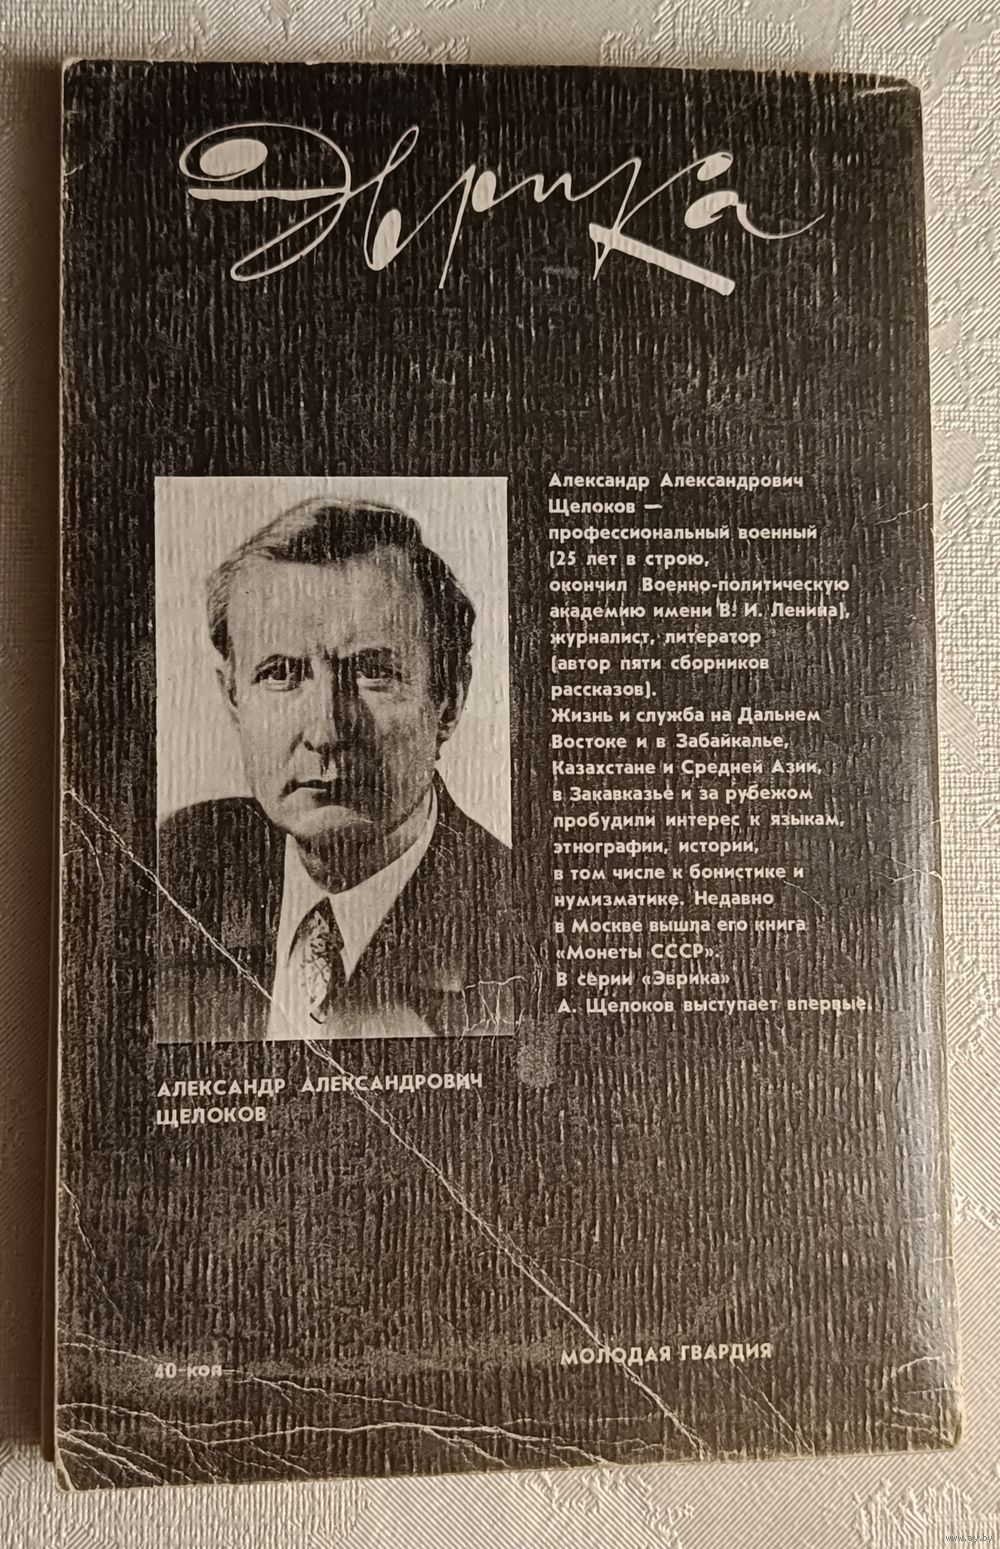 Эврика
Александр Александрович
Щелоков —
профессиональный военный
(25 лет в строю,
окончил Военно-политическую
академию имени В. И. Ленина),
журналист, литератор
(автор пяти сборников
рассказов).
Жизнь и служба на Дальнем
Востоке и в Забайкалье,
Казахстане и Средней Азии,
в Закавказье и за рубежом
пробудили интерес к языкам,
этнографии, истории,
в том числе к бонистике и
нумизматике. Недавно
в Москве вышла его книга
«Монеты СССР».
В серии «Эврика»
А. Щелоков выступает впервые.
АЛЕКСАНДР АЛЕКСАНДРОВИЧ
ЩЕЛОКОВ
40 коп.
МОЛОДАЯ ГВАРДИЯ
www.ay.by